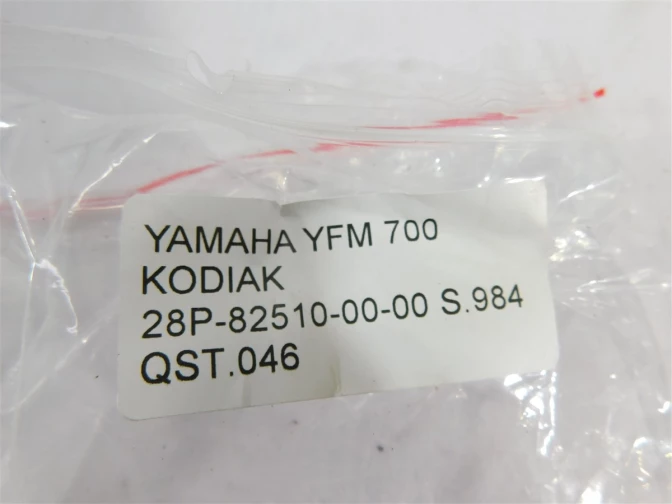 YAMAHA YFM 700
KODIAK
28P-82510-00-00 S.984
QST.046